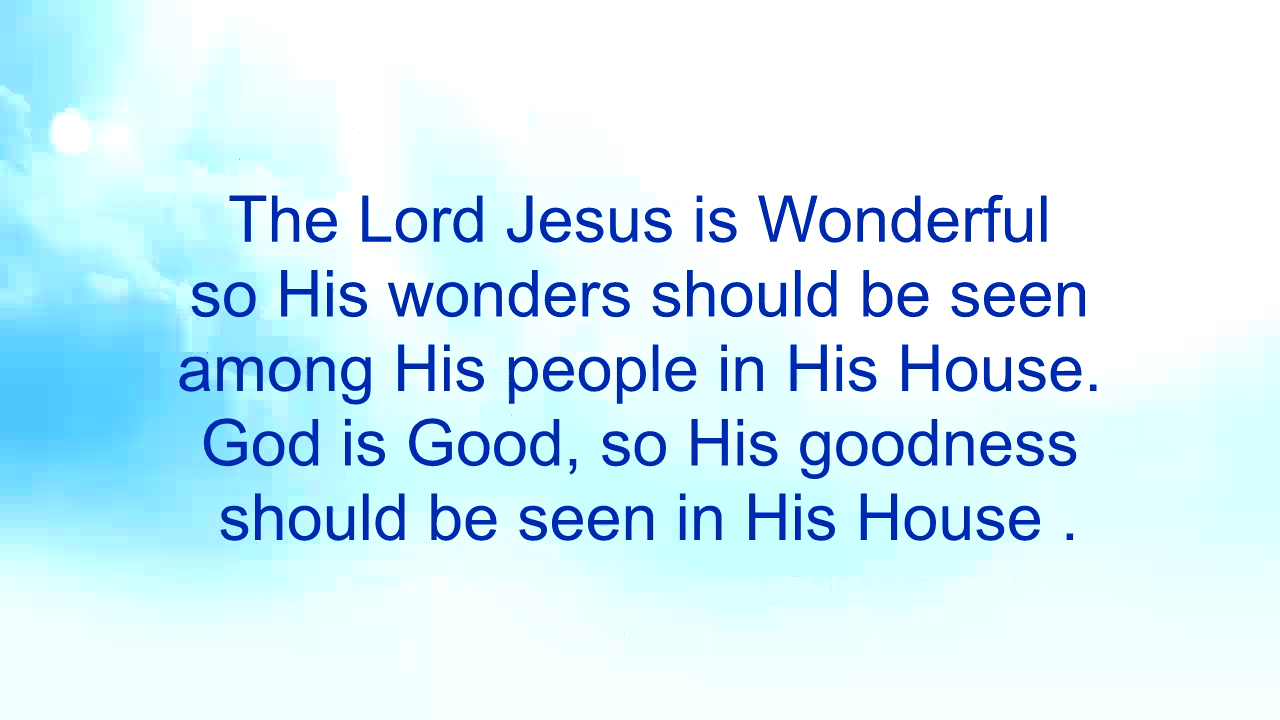 The Lord Jesus is Wonderful
so His wonders should be seen
among His people in His House.
God is Good, so His goodness
should be seen in His House .